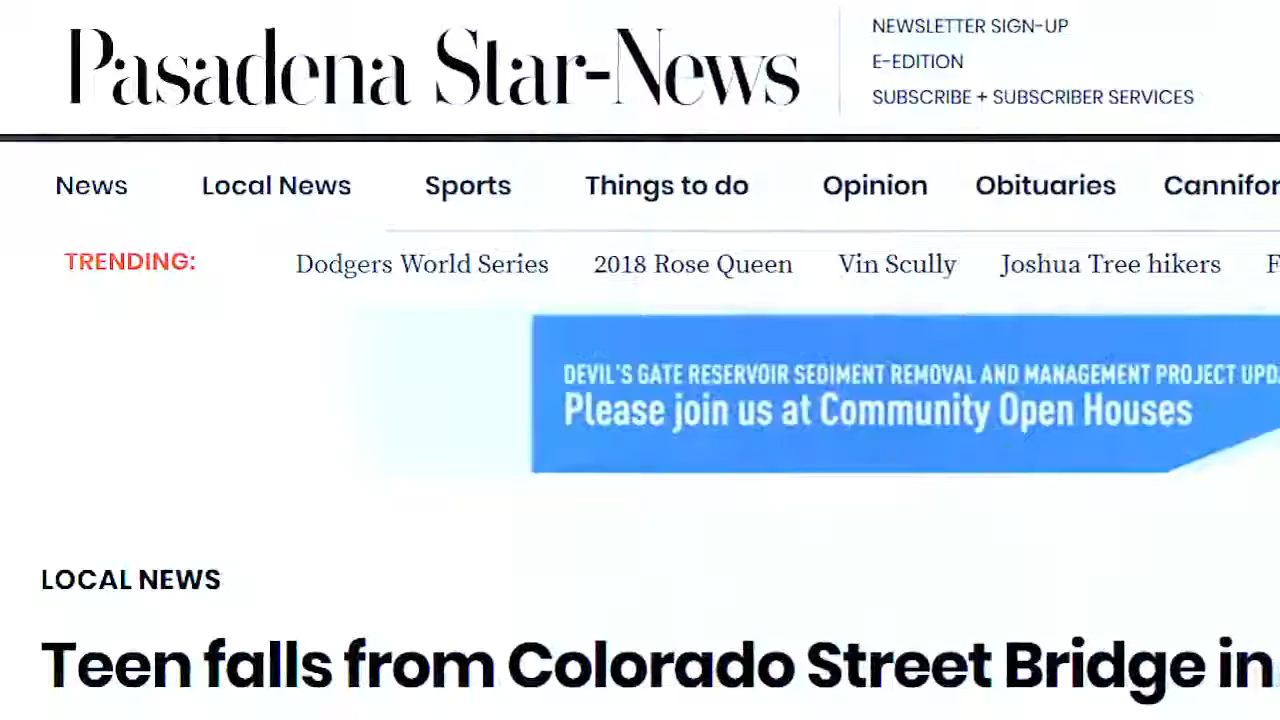 Pasadena Star-News
NEWSLETTER SIGN-UP
E-EDITION
SUBSCRIBE + SUBSCRIBER SERVICES
News Local News Sports Things to do Opinion Obituaries Cannifor
TRENDING: Dodgers World Series 2018 Rose Queen Vin Scully Joshua Tree hikers F
DEVIL'S GATE RESERVOIR SEDIMENT REMOVAL AND MANAGEMENT PROJECT UPD
Please join us at Community Open Houses
LOCAL NEWS
Teen falls from Colorado Street Bridge in